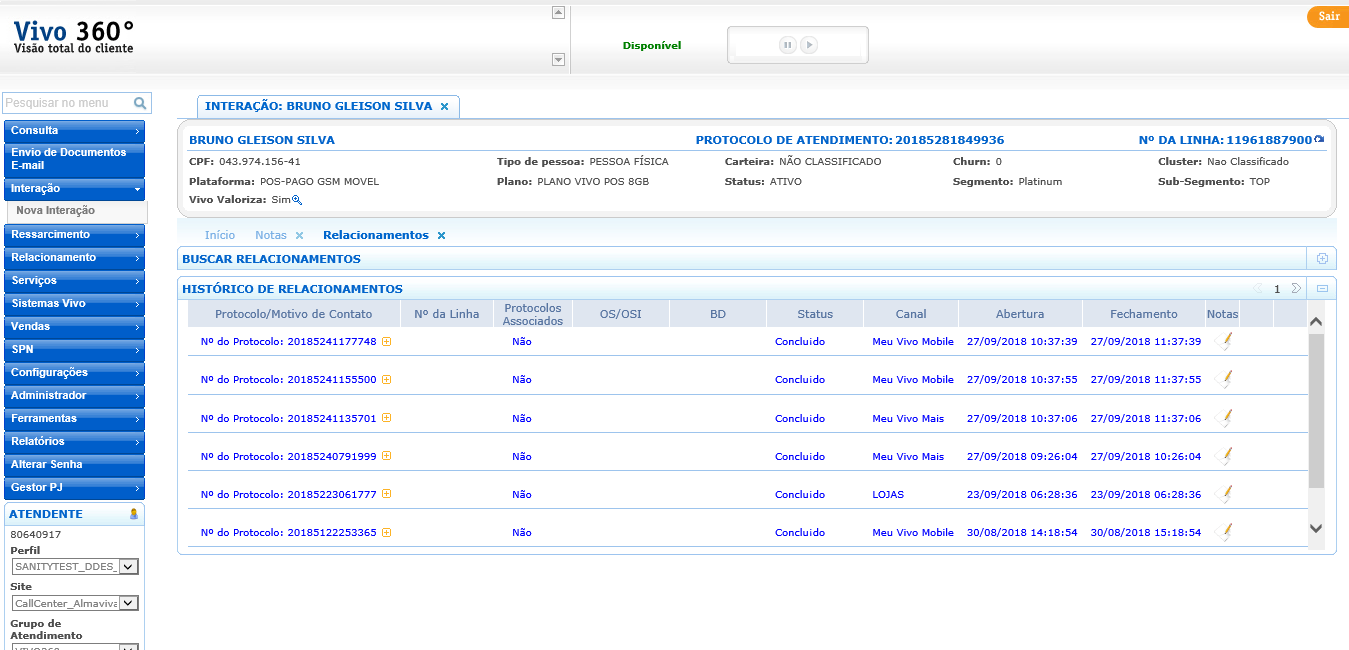 Vivo 360°
Visão total do cliente
Disponível
Sair
Pesquisar no menu
Consulta
Envio de Documentos
E-mail
Interação
Nova Interação
Ressarcimento
Relacionamento
Serviços
Sistemas Vivo
Vendas
SPN
Configurações
Administrador
Ferramentas
Relatórios
Alterar Senha
Gestor PJ
ATENDENTE
80640917
Perfil
SANITYTEST_DDES_
Site
CallCenter_Almaviva
Grupo de
Atendimento
VIVO360
INTERAÇÃO: BRUNO GLEISON SILVA
BRUNO GLEISON SILVA PROTOCOLO DE ATENDIMENTO: 20185281849936 Nº DA LINHA: 11961887900
CPF: 043.974.156-41 Tipo de pessoa: PESSOA FÍSICA Carteira: NÃO CLASSIFICADO Churn: 0 Cluster: Nao Classificado
Plataforma: POS-PAGO GSM MOVEL Plano: PLANO VIVO POS 8GB Status: ATIVO Segmento: Platinum Sub-Segmento: TOP
Vivo Valoriza: Sim
Início Notas Relacionamentos
BUSCAR RELACIONAMENTOS
HISTÓRICO DE RELACIONAMENTOS 1
Protocolo/Motivo de Contato Nº da Linha Protocolos Associados OS/OSI BD Status Canal Abertura Fechamento Notas
Nº do Protocolo: 20185241177748 Não Concluido Meu Vivo Mobile 27/09/2018 10:37:39 27/09/2018 11:37:39
Nº do Protocolo: 20185241155500 Não Concluido Meu Vivo Mobile 27/09/2018 10:37:55 27/09/2018 11:37:55
Nº do Protocolo: 20185241135701 Não Concluido Meu Vivo Mais 27/09/2018 10:37:06 27/09/2018 11:37:06
Nº do Protocolo: 20185240791999 Não Concluido Meu Vivo Mais 27/09/2018 09:26:04 27/09/2018 10:26:04
Nº do Protocolo: 20185223061777 Não Concluido LOJAS 23/09/2018 06:28:36 23/09/2018 06:28:36
Nº do Protocolo: 20185122253365 Não Concluido Meu Vivo Mobile 30/08/2018 14:18:54 30/08/2018 15:18:54